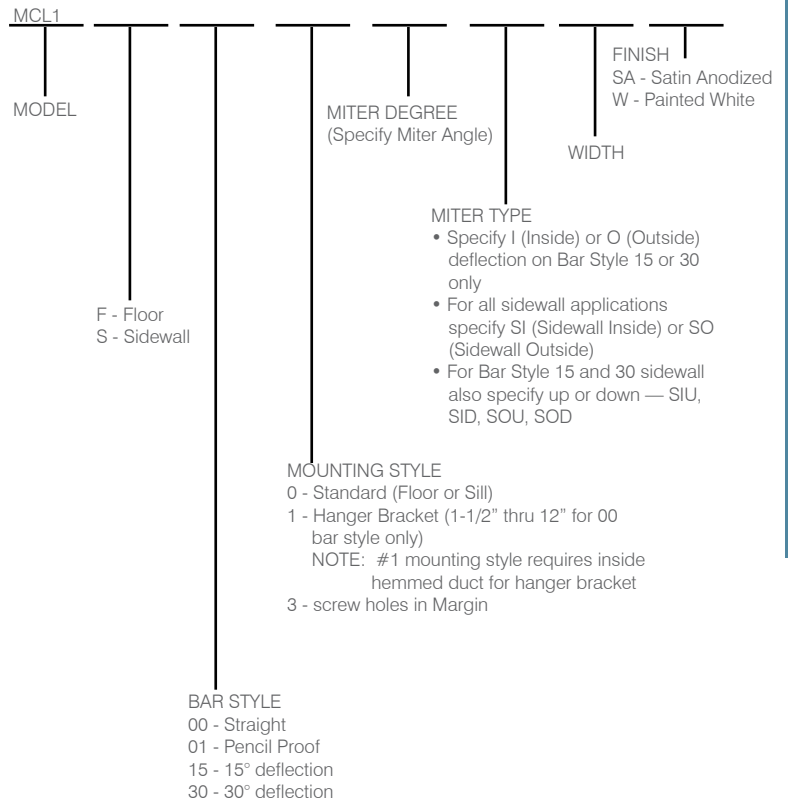 MCL1
MODEL
F - Floor
S - Sidewall
BAR STYLE
00 - Straight
01 - Pencil Proof
15 - 15° deflection
30 - 30° deflection
MOUNTING STYLE
0 - Standard (Floor or Sill)
1 - Hanger Bracket (1-1/2” thru 12” for 00
bar style only)
NOTE: #1 mounting style requires inside
hemmed duct for hanger bracket
3 - screw holes in Margin
MITER DEGREE
(Specify Miter Angle)
MITER TYPE
• Specify I (Inside) or O (Outside)
deflection on Bar Style 15 or 30
only
• For all sidewall applications
specify SI (Sidewall Inside) or SO
(Sidewall Outside)
• For Bar Style 15 and 30 sidewall
also specify up or down — SIU,
SID, SOU, SOD
WIDTH
FINISH
SA - Satin Anodized
W - Painted White